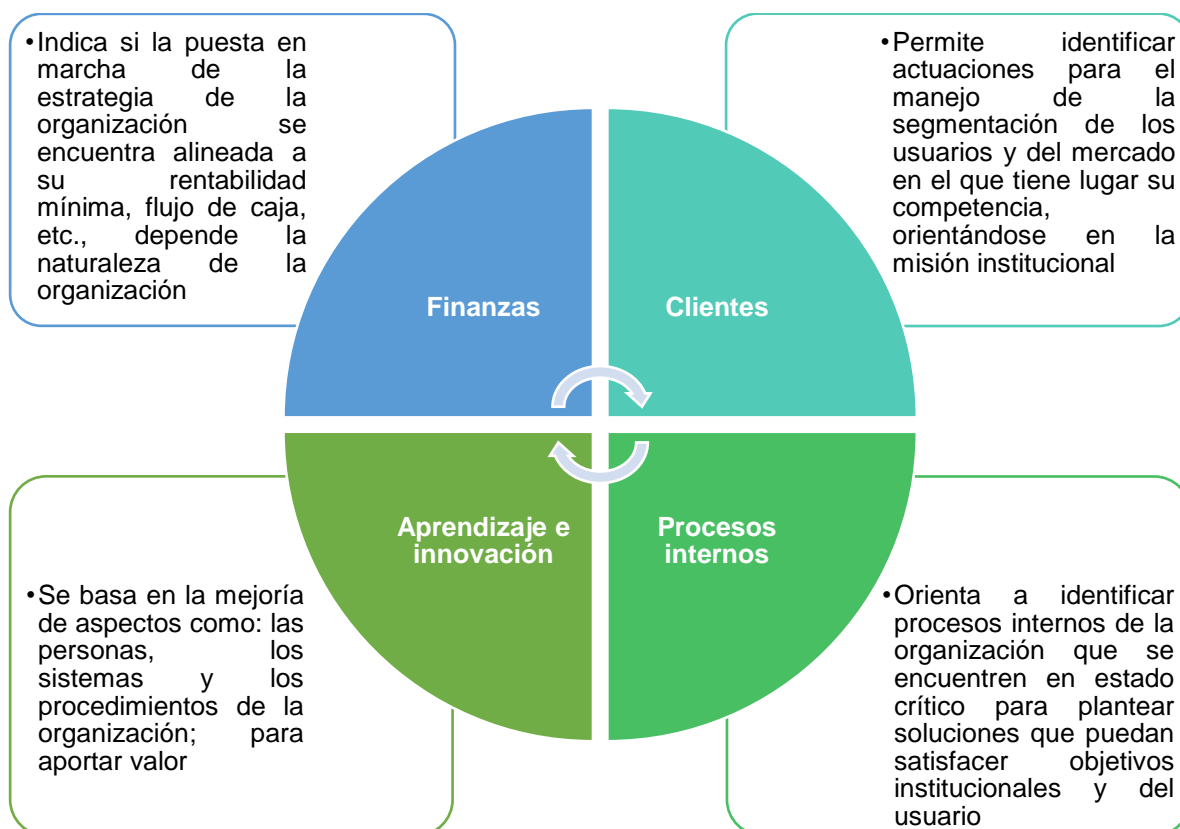 •Indica si la puesta en
marcha de la
estrategia de la
organización se
encuentra alineada a
su rentabilidad
mínima, flujo de caja,
etc., depende la
naturaleza de la
organización
•Permite identificar
actuaciones para el
manejo de la
segmentación de los
usuarios y del mercado
en el que tiene lugar su
competencia,
orientándose en la
misión institucional
Finanzas
Clientes
Aprendizaje e
innovación
Procesos
internos
•Se basa en la mejoría
de aspectos como: las
personas, los
sistemas y los
procedimientos de la
organización; para
aportar valor
•Orienta a identificar
procesos internos de la
organización que se
encuentren en estado
crítico para plantear
soluciones que puedan
satisfacer objetivos
institucionales y del
usuario